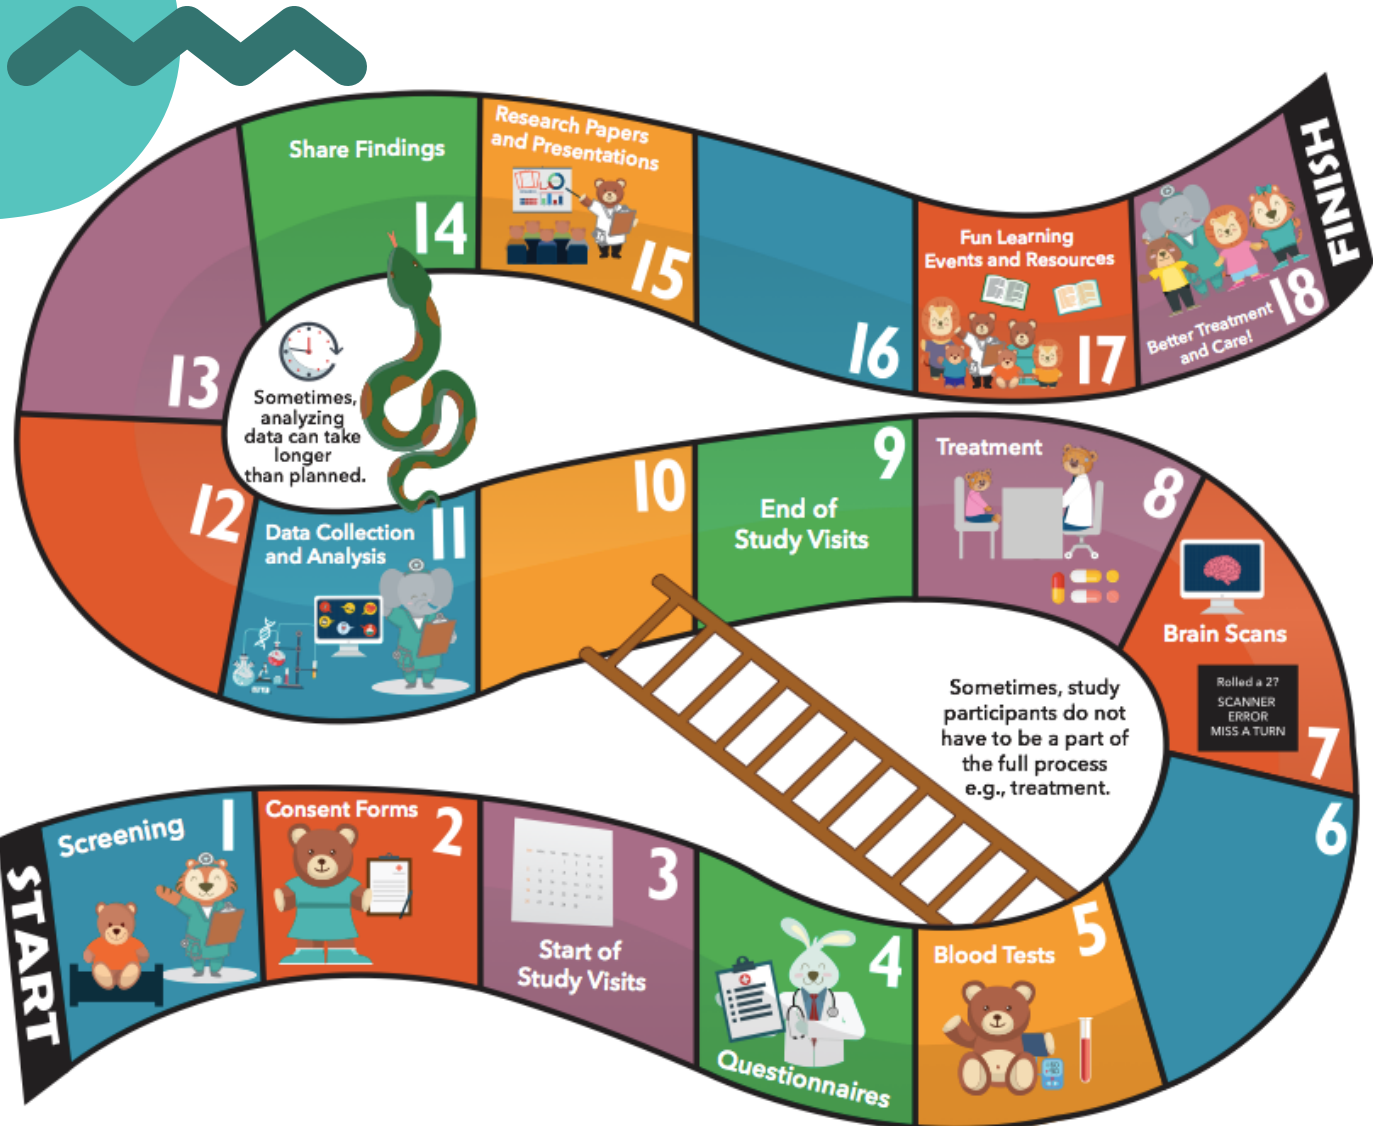 START
Screening
1
Consent Forms
2
3
Start of
Study Visits
4
Questionnaires
Blood Tests
5
6
Brain Scans
Rolled a 2?
SCANNER
ERROR
MISS A TURN
7
Treatment
8
9
End of
Study Visits
Sometimes, study
participants do not
have to be a part of
the full process
e.g., treatment.
10
Data Collection
and Analysis
11
12
Sometimes,
analyzing
data can take
longer
than planned.
13
Share Findings
14
Research Papers
and Presentations
15
16
Fun Learning
Events and Resources
17
Better Treatment
and Care!
18
FINISH